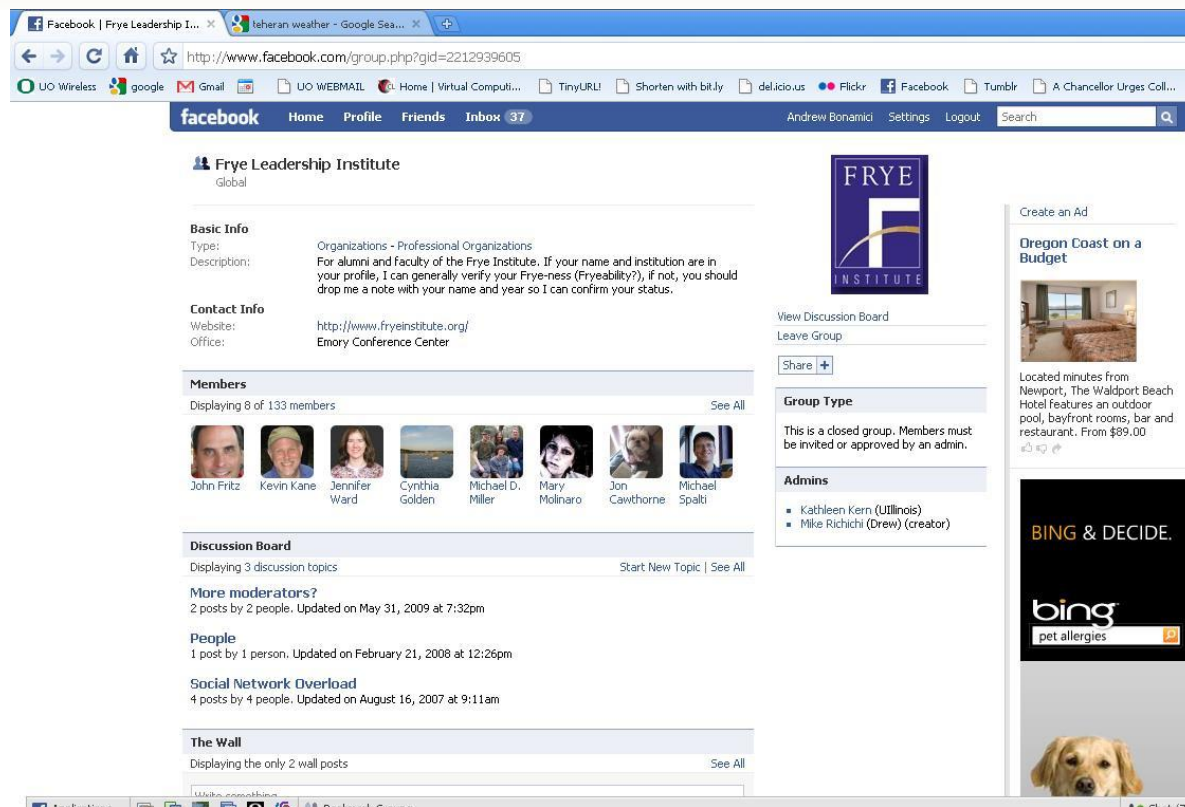 Facebook | Frye Leadership I...
teheran weather - Google Sea...
http://www.facebook.com/group.php?gid=2212939605
UO Wireless google Gmail UO WEBMAIL Home | Virtual Computi... TinyURL! Shorten with bit.ly del.icio.us Flickr Facebook Tumblr A Chancellor Urges Coll...
facebook Home Profile Friends Inbox 37 Andrew Bonamici Settings Logout Search
Frye Leadership Institute
Global
Basic Info
Type: Organizations - Professional Organizations
Description: For alumni and faculty of the Frye Institute. If your name and institution are in
your profile, I can generally verify your Frye-ness (Fryeability?), if not, you should
drop me a note with your name and year so I can confirm your status.
Contact Info
Website: http://www.fryeinstitute.org/
Office: Emory Conference Center
Members
Displaying 8 of 133 members See All
John Fritz Kevin Kane Jennifer Cynthia Michael D. Mary Jon Michael
Ward Golden Miller Molinaro Cawthorne Spalti
Discussion Board
Displaying 3 discussion topics Start New Topic | See All
More moderators?
2 posts by 2 people. Updated on May 31, 2009 at 7:32pm
People
1 post by 1 person. Updated on February 21, 2008 at 12:26pm
Social Network Overload
4 posts by 4 people. Updated on August 16, 2007 at 9:11am
The Wall
Displaying the only 2 wall posts See All
Write something
FRYE
F
INSTITUTE
View Discussion Board
Leave Group
Share +
Group Type
This is a closed group. Members must
be invited or approved by an admin.
Admins
Kathleen Kern (UIllinois)
Mike Richichi (Drew) (creator)
Create an Ad
Oregon Coast on a
Budget
Located minutes from
Newport, The Waldport Beach
Hotel features an outdoor
pool, bayfront rooms, bar and
restaurant. From $89.00
BING & DECIDE.
bing
pet allergies